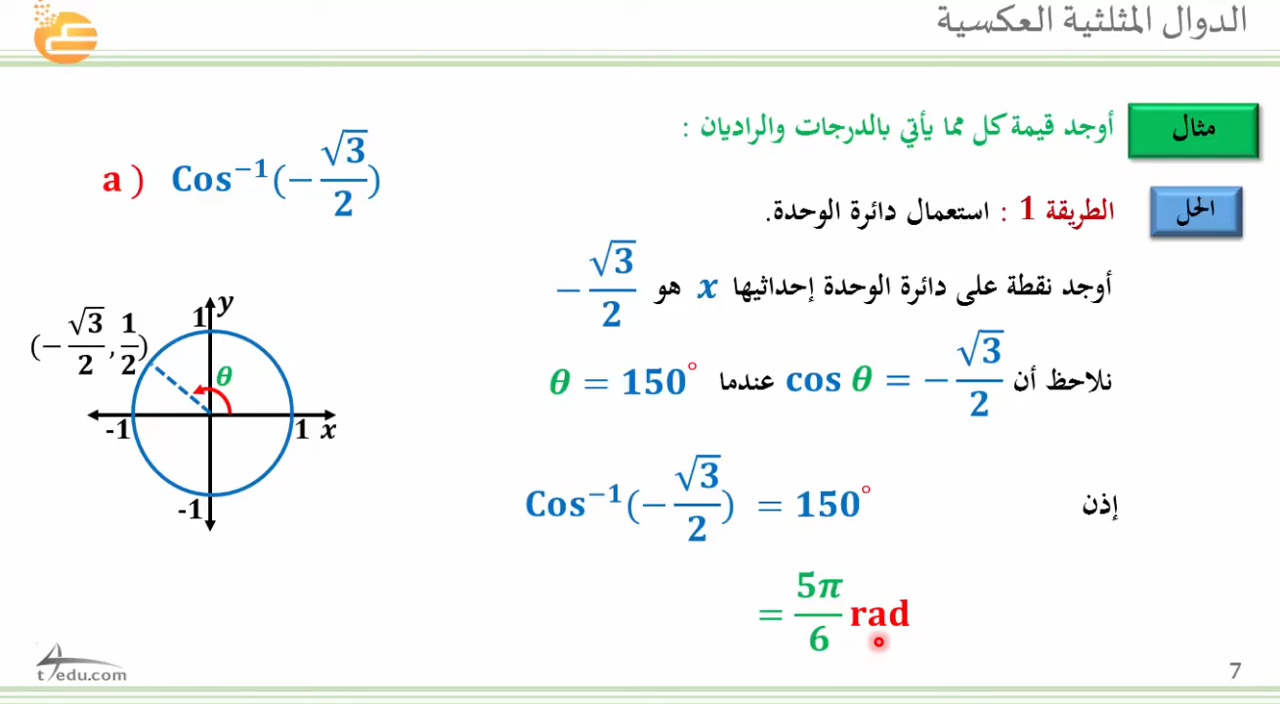 الدوال المثلثية العكسية
مثال
أوجد قيمة كل مما يأتي بالدرجات والراديان :
a ) Cos⁻¹(−√3/2)
الحل
الطريقة 1 : استعمال دائرة الوحدة.
أوجد نقطة على دائرة الوحدة إحداثيها x هو −√3/2
نلاحظ أن cos θ = −√3/2 عندما θ = 150°
إذن Cos⁻¹(−√3/2) = 150°
= 5π/6 rad
y
1
(−√3/2, 1/2)
θ
-1
1 x
-1
t4edu.com
7